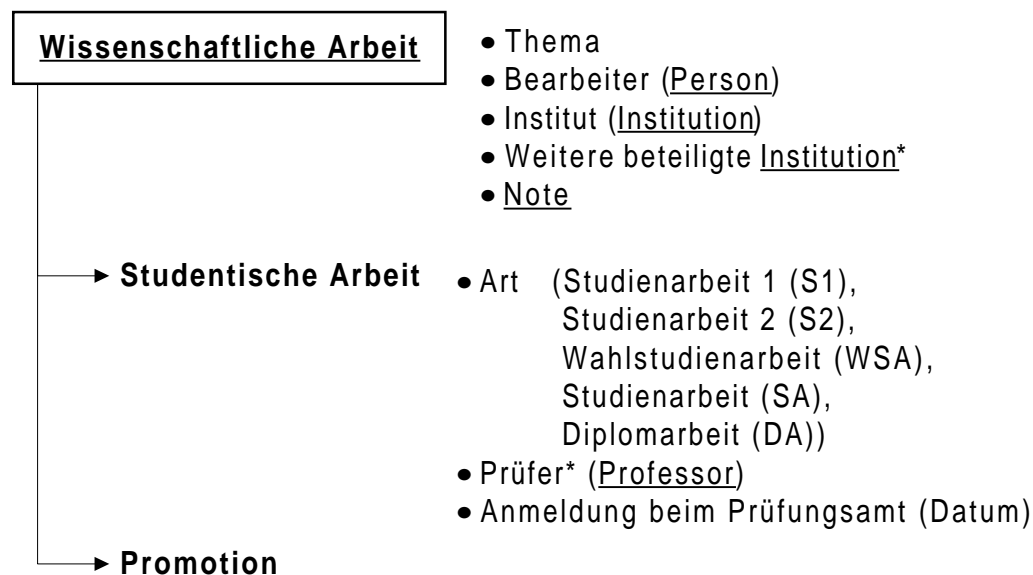 Wissenschaftliche Arbeit
• Thema
• Bearbeiter (Person)
• Institut (Institution)
• Weitere beteiligte Institution*
• Note
Studentische Arbeit
• Art (Studienarbeit 1 (S1),
Studienarbeit 2 (S2),
Wahlstudienarbeit (WSA),
Studienarbeit (SA),
Diplomarbeit (DA))
• Prüfer* (Professor)
• Anmeldung beim Prüfungsamt (Datum)
Promotion